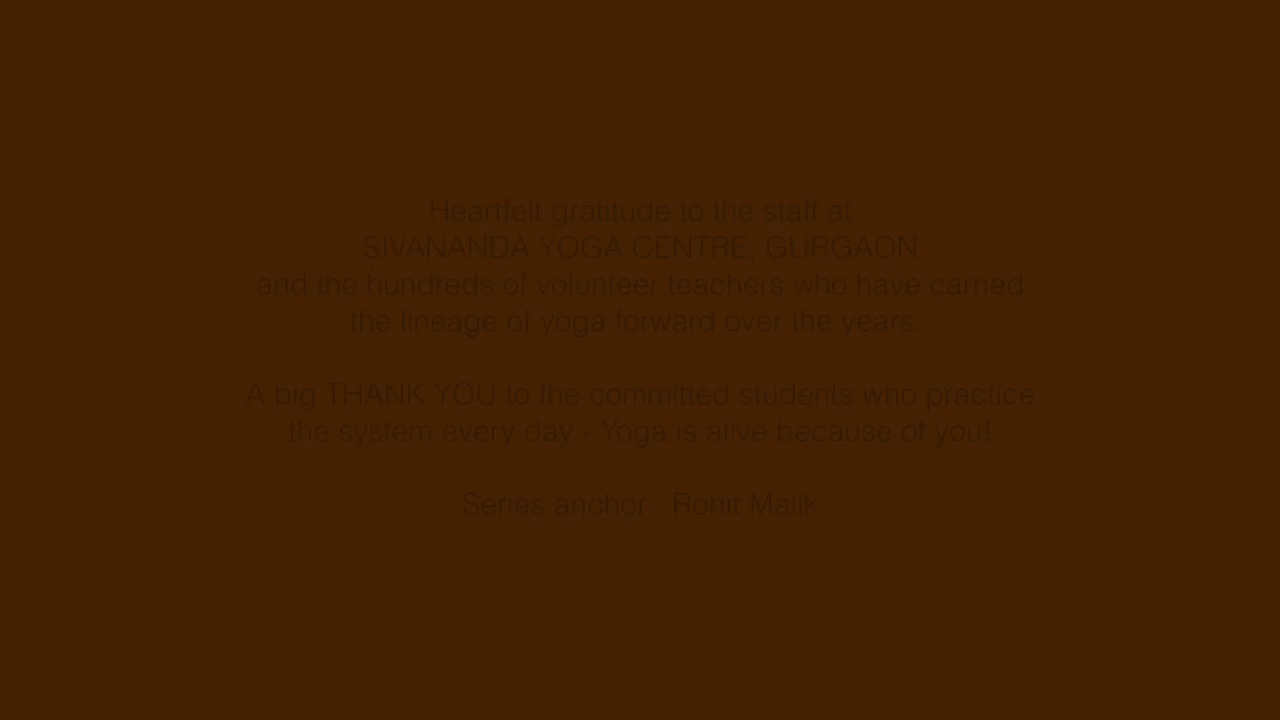 Heartfelt gratitude to the staff at
SIVANANDA YOGA CENTRE, GURGAON
and the hundreds of volunteer teachers who have carried
the lineage of yoga forward over the years.

A big THANK YOU to the committed students who practice
the system every day - Yoga is alive because of you!

Series anchor : Rohit Malik